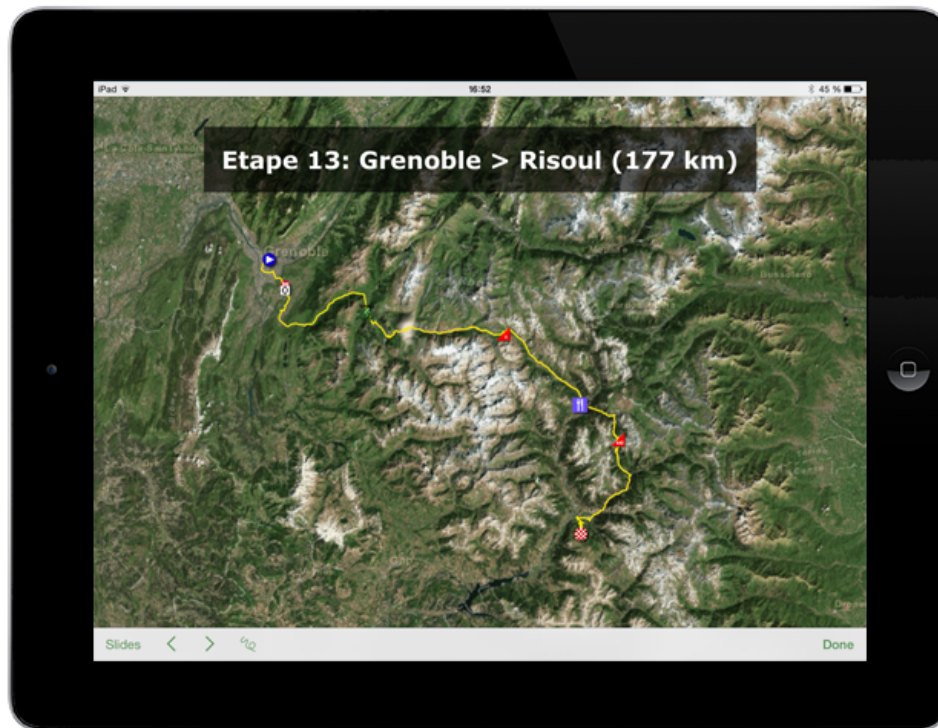 iPad
16:52
45 %
Etape 13: Grenoble > Risoul (177 km)
Grenoble
Slides
Done